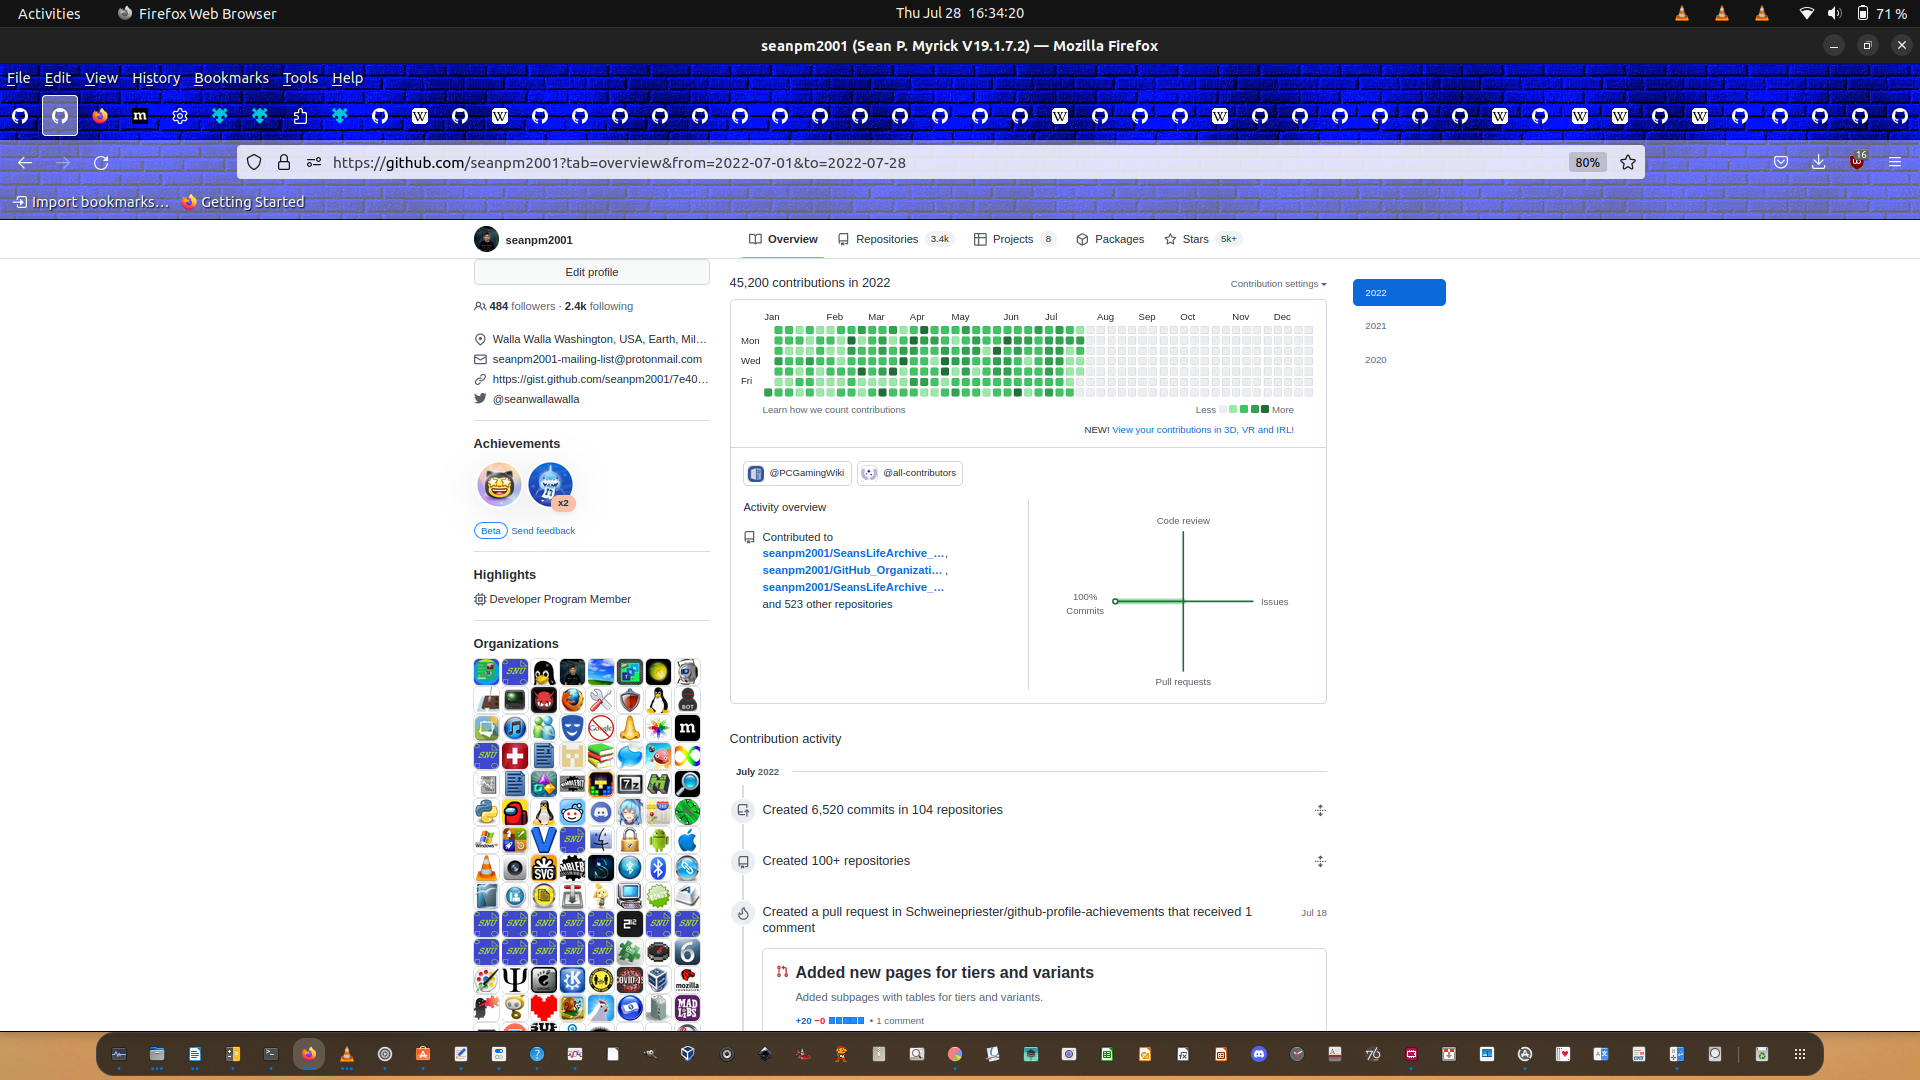 Activities
Firefox Web Browser
Thu Jul 28 16:34:20
71 %
seanpm2001 (Sean P. Myrick V19.1.7.2) — Mozilla Firefox
File Edit View History Bookmarks Tools Help
https://github.com/seanpm2001?tab=overview&from=2022-07-01&to=2022-07-28
80%
16
Import bookmarks…
Getting Started
seanpm2001
Overview
Repositories 3.4k
Projects 8
Packages
Stars 5k+
Edit profile
484 followers · 2.4k following
Walla Walla Washington, USA, Earth, Mil…
seanpm2001-mailing-list@protonmail.com
https://gist.github.com/seanpm2001/7e40…
@seanwallawalla
Achievements
x2
Beta Send feedback
Highlights
Developer Program Member
Organizations
45,200 contributions in 2022
Contribution settings
2022
2021
2020
Jan Feb Mar Apr May Jun Jul Aug Sep Oct Nov Dec
Mon
Wed
Fri
Learn how we count contributions
Less More
NEW! View your contributions in 3D, VR and IRL!
@PCGamingWiki
@all-contributors
Activity overview
Contributed to
seanpm2001/SeansLifeArchive_…,
seanpm2001/GitHub_Organizati… ,
seanpm2001/SeansLifeArchive_…
and 523 other repositories
Code review
100%
Commits
Issues
Pull requests
Contribution activity
July 2022
Created 6,520 commits in 104 repositories
Created 100+ repositories
Created a pull request in Schweinepriester/github-profile-achievements that received 1
comment
Jul 18
Added new pages for tiers and variants
Added subpages with tables for tiers and variants.
+20 −0
• 1 comment